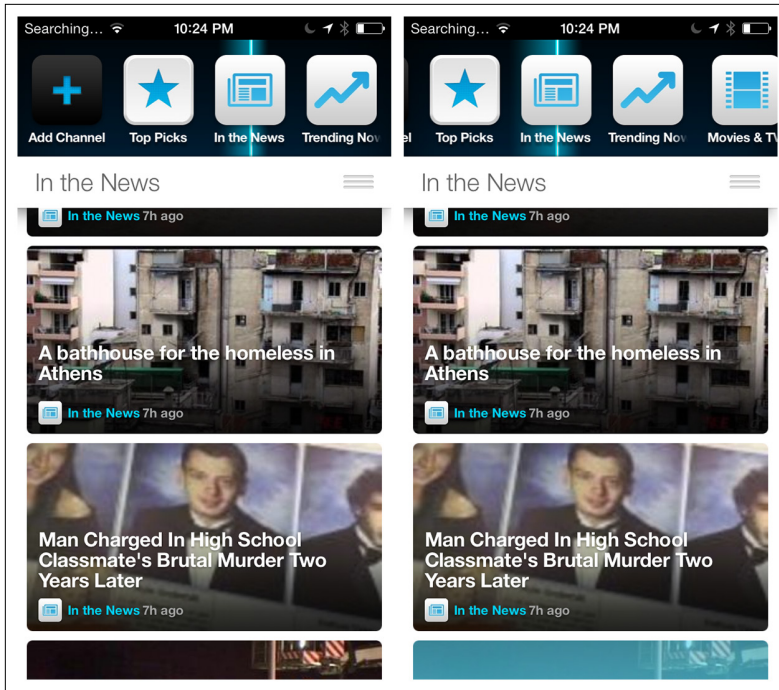 Searching... 10:24 PM
Add Channel Top Picks In the News Trending Now
In the News
In the News 7h ago
A bathhouse for the homeless in
Athens
In the News 7h ago
Man Charged In High School
Classmate's Brutal Murder Two
Years Later
In the News 7h ago
Searching... 10:24 PM
el Top Picks In the News Trending Now Movies & TV
In the News
In the News 7h ago
A bathhouse for the homeless in
Athens
In the News 7h ago
Man Charged In High School
Classmate's Brutal Murder Two
Years Later
In the News 7h ago